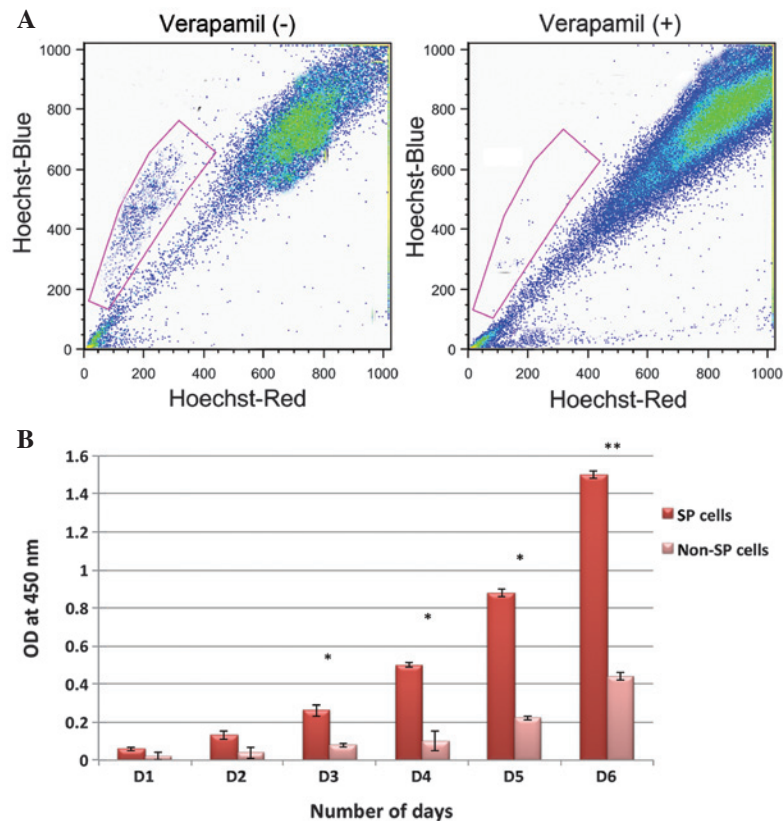 A
Verapamil (-)
Verapamil (+)
Hoechst-Blue
1000
800
600
400
200
0
0
200
400
600
800
1000
Hoechst-Red
Hoechst-Blue
1000
800
600
400
200
0
0
200
400
600
800
1000
Hoechst-Red
B
OD at 450 nm
1.6
1.4
1.2
1
0.8
0.6
0.4
0.2
0
*
*
*
**
D1
D2
D3
D4
D5
D6
Number of days
SP cells
Non-SP cells